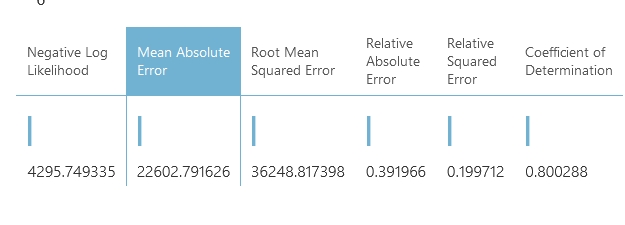 Negative Log Likelihood
Mean Absolute Error
Root Mean Squared Error
Relative Absolute Error
Relative Squared Error
Coefficient of Determination
4295.749335 22602.791626 36248.817398 0.391966 0.199712 0.800288